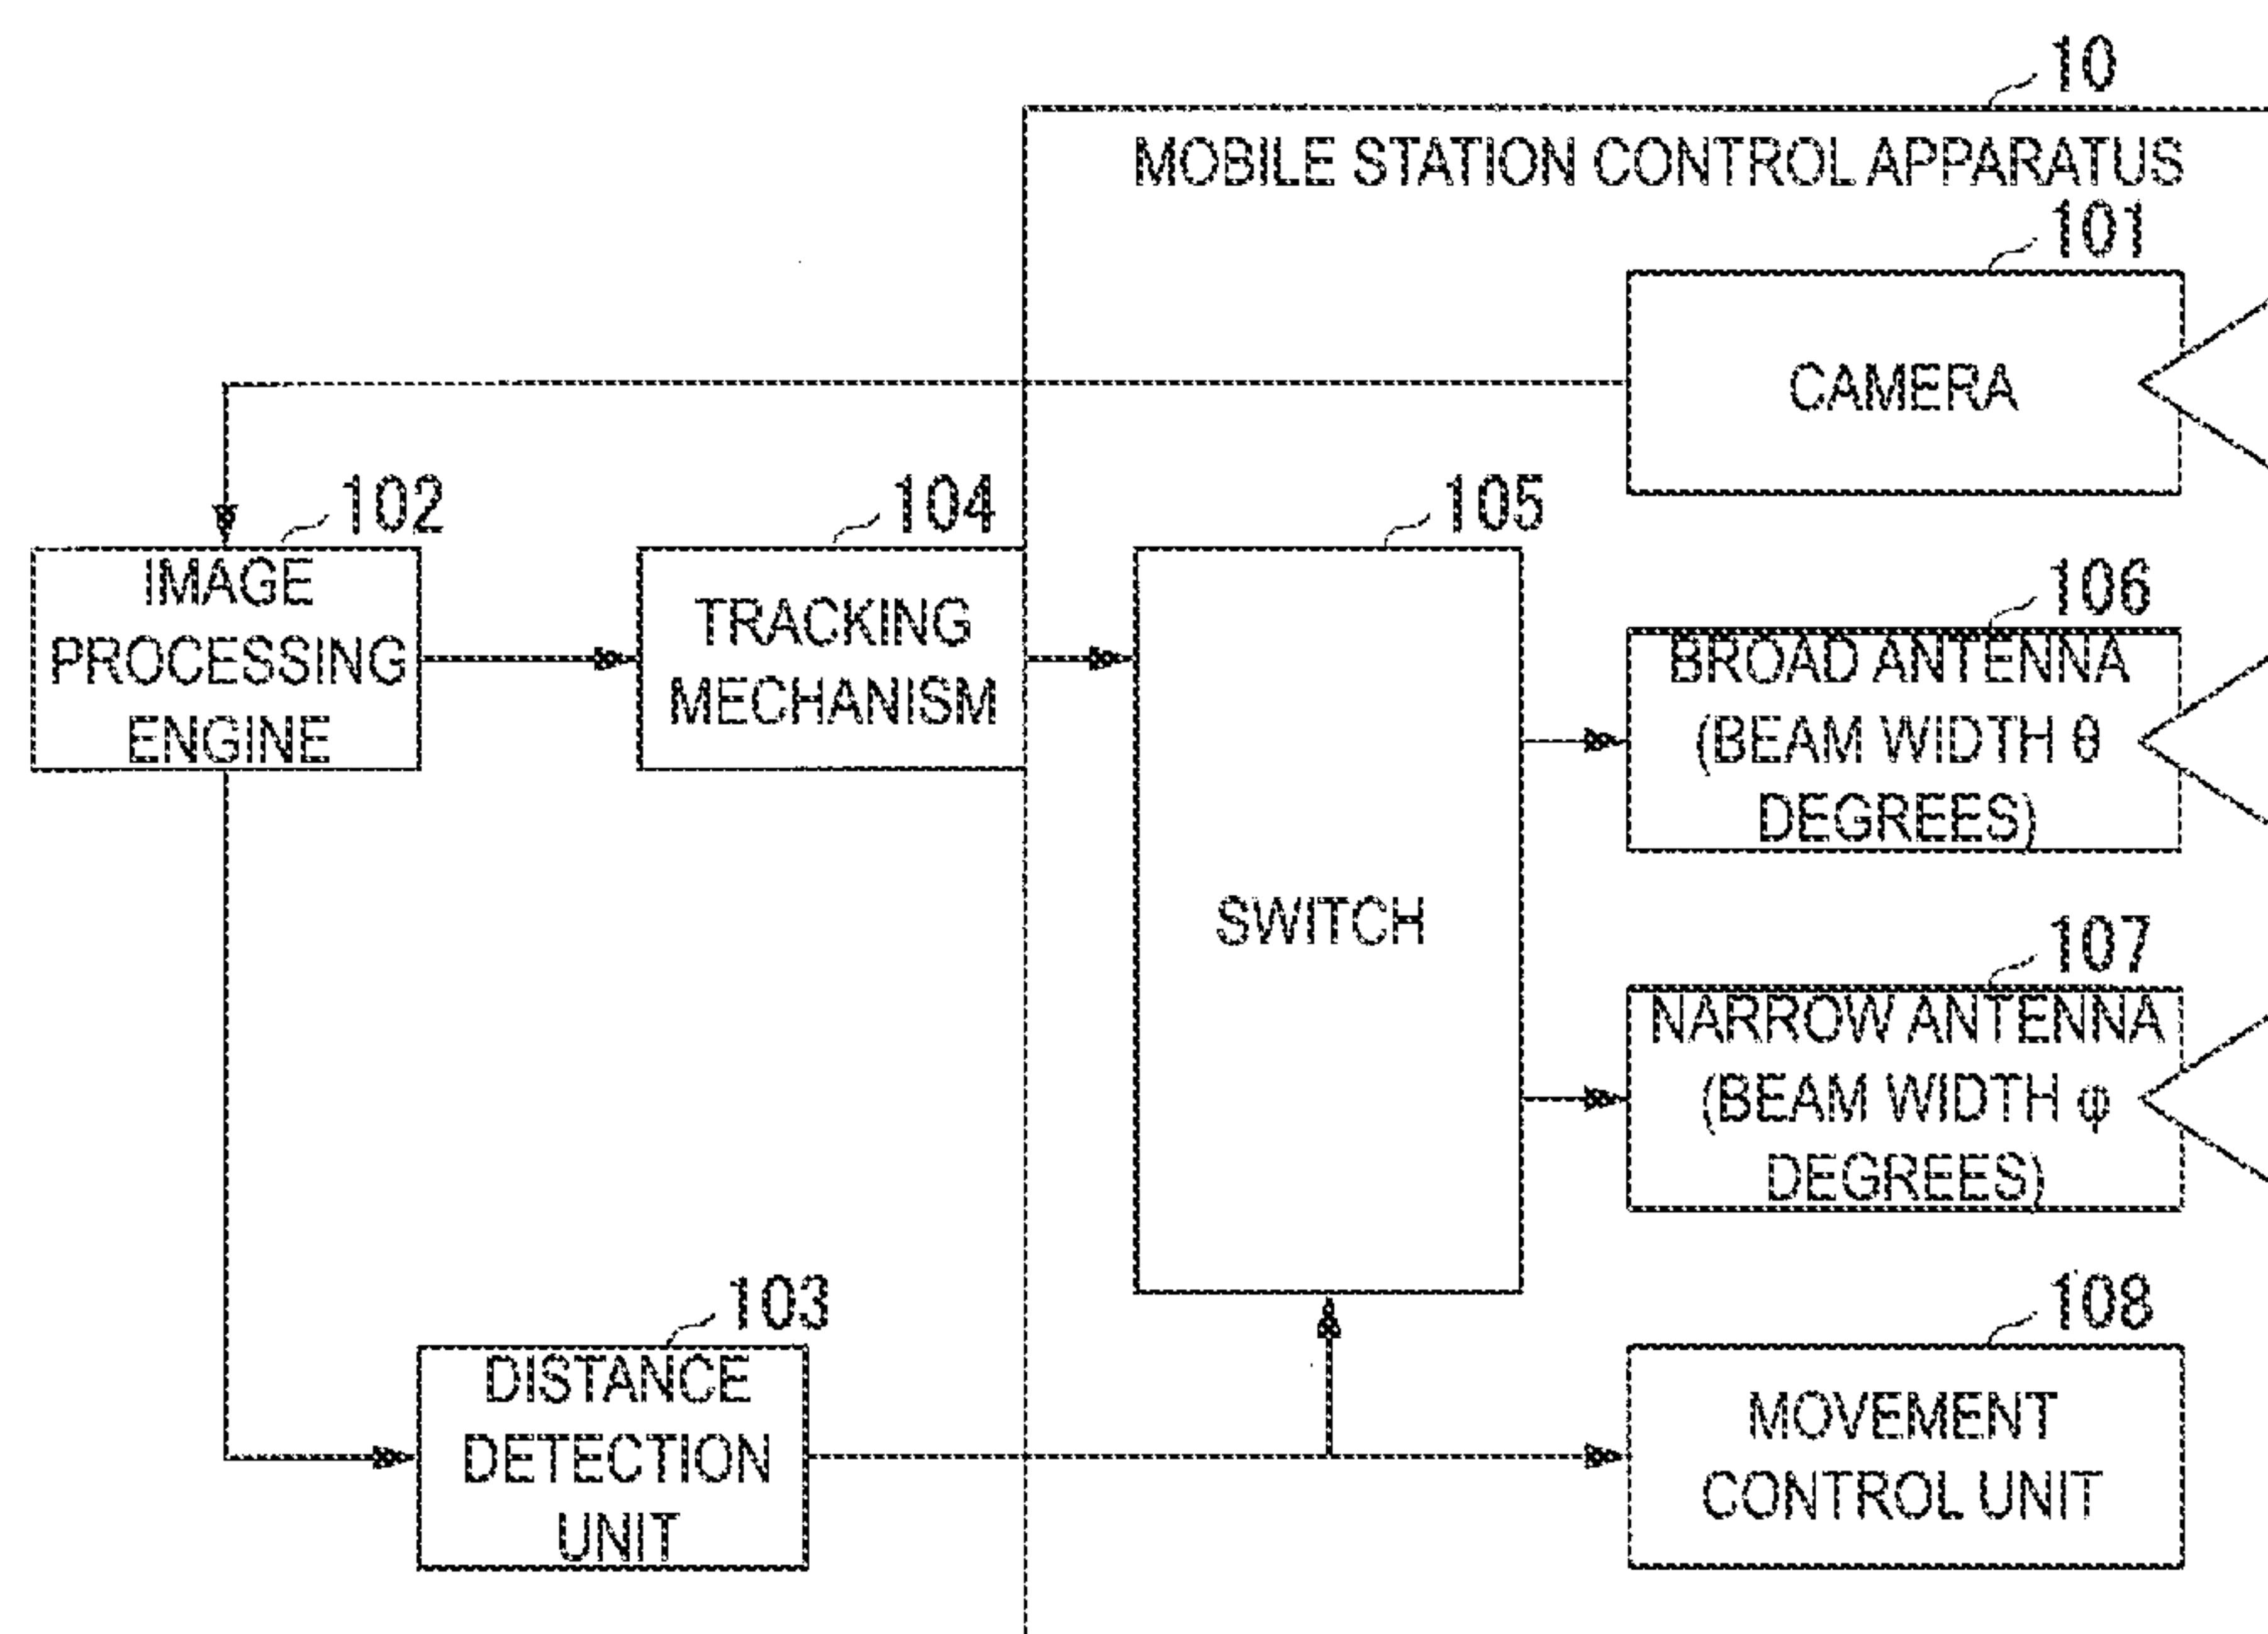 10
MOBILE STATION CONTROL APPARATUS
101
CAMERA
102
IMAGE
PROCESSING
ENGINE
104
TRACKING
MECHANISM
105
SWITCH
106
BROAD ANTENNA
(BEAM WIDTH θ
DEGREES)
107
NARROW ANTENNA
(BEAM WIDTH φ
DEGREES)
103
DISTANCE
DETECTION
UNIT
108
MOVEMENT
CONTROL UNIT